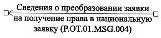 Сведения о преобразовании заявки
на получение права в национальную
заявку (P.OT.01.MSG.004)